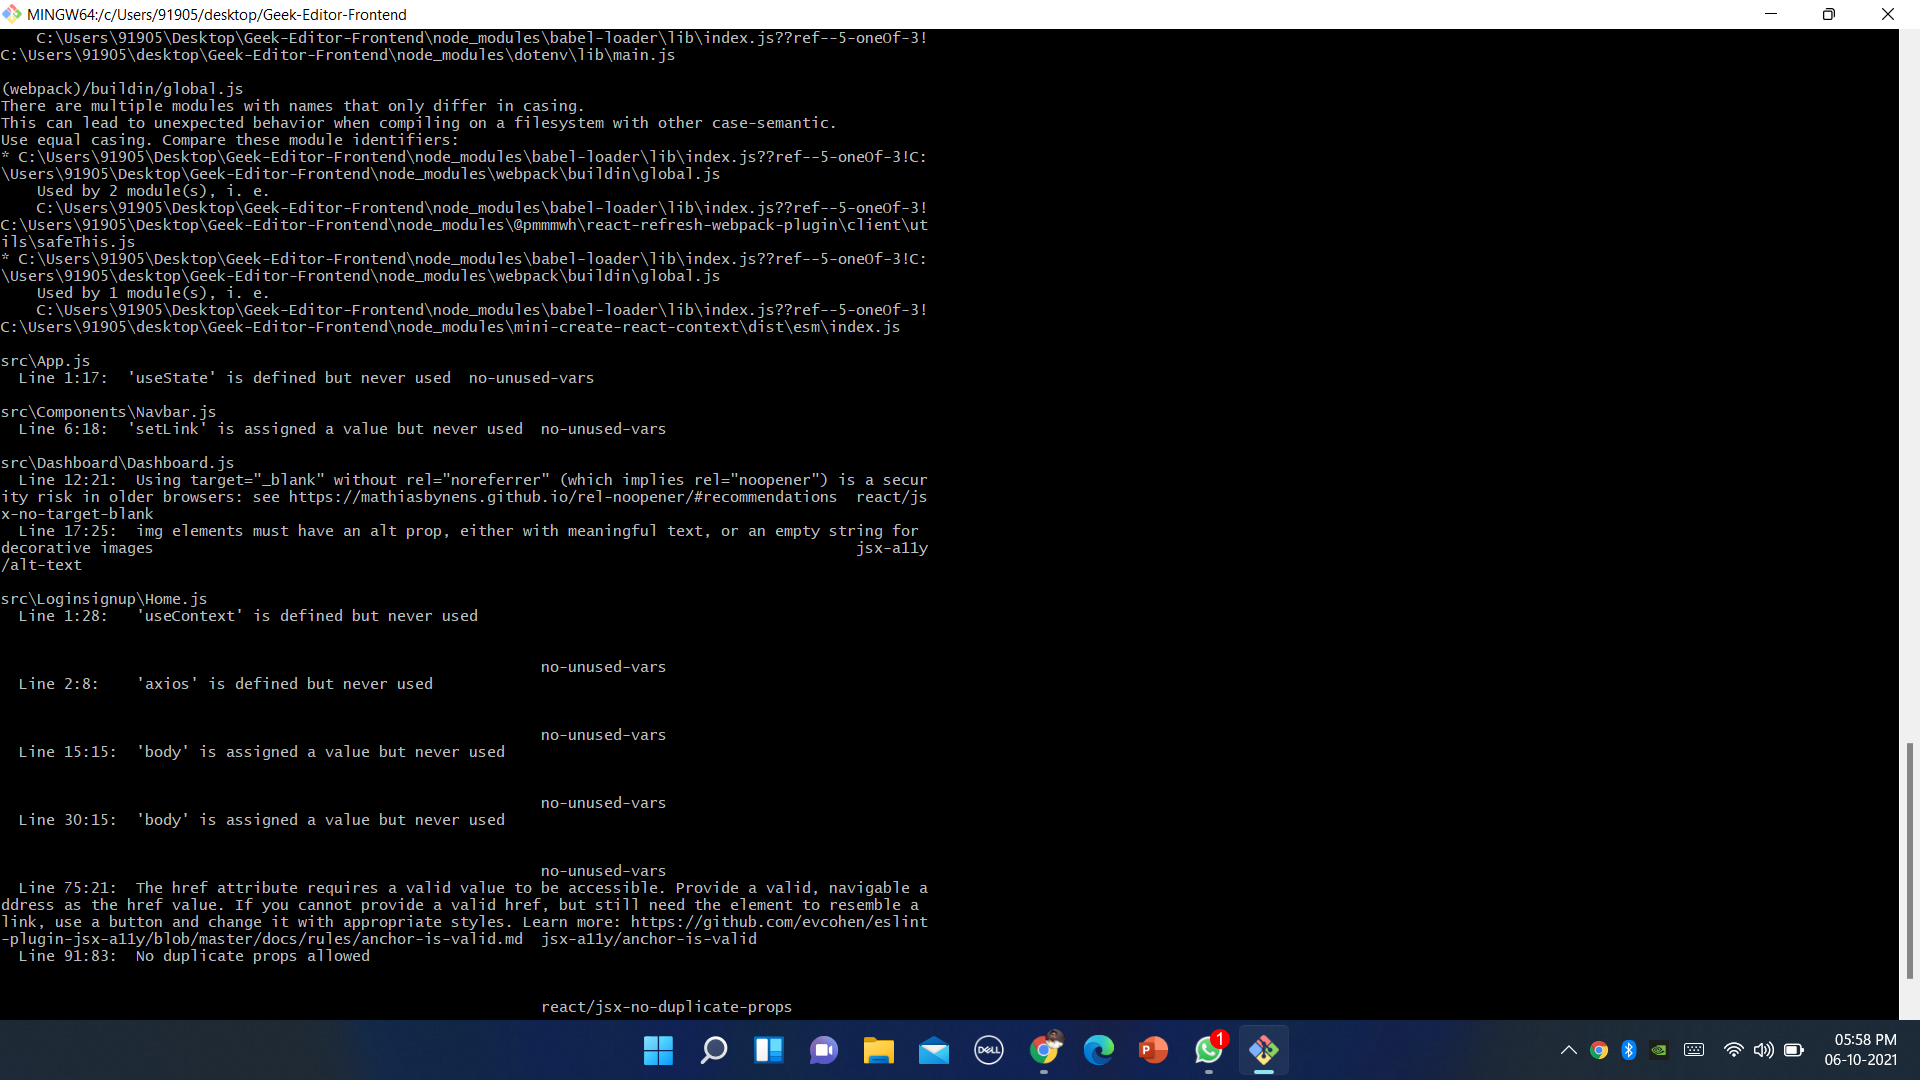 MINGW64:/c/Users/91905/desktop/Geek-Editor-Frontend
    C:\Users\91905\Desktop\Geek-Editor-Frontend\node_modules\babel-loader\lib\index.js??ref--5-oneOf-3!
C:\Users\91905\desktop\Geek-Editor-Frontend\node_modules\dotenv\lib\main.js
(webpack)/buildin/global.js
There are multiple modules with names that only differ in casing.
This can lead to unexpected behavior when compiling on a filesystem with other case-semantic.
Use equal casing. Compare these module identifiers:
* C:\Users\91905\Desktop\Geek-Editor-Frontend\node_modules\babel-loader\lib\index.js??ref--5-oneOf-3!C:
\Users\91905\Desktop\Geek-Editor-Frontend\node_modules\webpack\buildin\global.js
    Used by 2 module(s), i. e.
    C:\Users\91905\Desktop\Geek-Editor-Frontend\node_modules\babel-loader\lib\index.js??ref--5-oneOf-3!
C:\Users\91905\Desktop\Geek-Editor-Frontend\node_modules\@pmmmwh\react-refresh-webpack-plugin\client\ut
ils\safeThis.js
* C:\Users\91905\Desktop\Geek-Editor-Frontend\node_modules\babel-loader\lib\index.js??ref--5-oneOf-3!C:
\Users\91905\desktop\Geek-Editor-Frontend\node_modules\webpack\buildin\global.js
    Used by 1 module(s), i. e.
    C:\Users\91905\Desktop\Geek-Editor-Frontend\node_modules\babel-loader\lib\index.js??ref--5-oneOf-3!
C:\Users\91905\desktop\Geek-Editor-Frontend\node_modules\mini-create-react-context\dist\esm\index.js
src\App.js
  Line 1:17:  'useState' is defined but never used  no-unused-vars
src\Components\Navbar.js
  Line 6:18:  'setLink' is assigned a value but never used  no-unused-vars
src\Dashboard\Dashboard.js
  Line 12:21:  Using target="_blank" without rel="noreferrer" (which implies rel="noopener") is a secur
ity risk in older browsers: see https://mathiasbynens.github.io/rel-noopener/#recommendations  react/js
x-no-target-blank
  Line 17:25:  img elements must have an alt prop, either with meaningful text, or an empty string for
decorative images                                                                              jsx-a11y
/alt-text
src\Loginsignup\Home.js
  Line 1:28:   'useContext' is defined but never used
no-unused-vars
  Line 2:8:    'axios' is defined but never used
no-unused-vars
  Line 15:15:  'body' is assigned a value but never used
no-unused-vars
  Line 30:15:  'body' is assigned a value but never used
no-unused-vars
  Line 75:21:  The href attribute requires a valid value to be accessible. Provide a valid, navigable a
ddress as the href value. If you cannot provide a valid href, but still need the element to resemble a
link, use a button and change it with appropriate styles. Learn more: https://github.com/evcohen/eslint
-plugin-jsx-a11y/blob/master/docs/rules/anchor-is-valid.md  jsx-a11y/anchor-is-valid
  Line 91:83:  No duplicate props allowed
react/jsx-no-duplicate-props
DELL
P
1
05:58 PM
06-10-2021